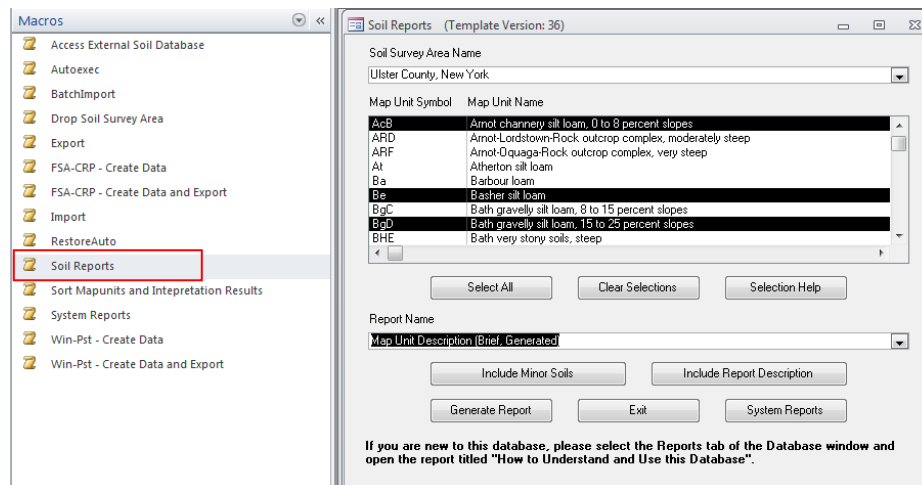 Macros
Access External Soil Database
Autoexec
BatchImport
Drop Soil Survey Area
Export
FSA-CRP - Create Data
FSA-CRP - Create Data and Export
Import
RestoreAuto
Soil Reports
Sort Mapunits and Intepretation Results
System Reports
Win-Pst - Create Data
Win-Pst - Create Data and Export
Soil Reports (Template Version: 36)
Soil Survey Area Name
Ulster County, New York
Map Unit Symbol Map Unit Name
AcB Arnot channery silt loam, 0 to 8 percent slopes
ARD Arnot-Lordstown-Rock outcrop complex, moderately steep
ARF Arnot-Oquaga-Rock outcrop complex, very steep
At Atherton silt loam
Ba Barbour loam
Be Basher silt loam
BgC Bath gravelly silt loam, 8 to 15 percent slopes
BgD Bath gravelly silt loam, 15 to 25 percent slopes
BHE Bath very stony soils, steep
Select All Clear Selections Selection Help
Report Name
Map Unit Description (Brief, Generated)
Include Minor Soils Include Report Description
Generate Report Exit System Reports
If you are new to this database, please select the Reports tab of the Database window and
open the report titled "How to Understand and Use this Database".